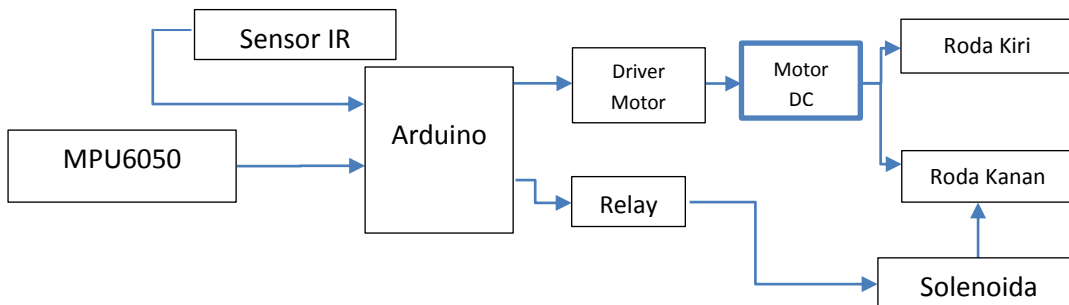 Sensor IR
MPU6050
Arduino
Driver
Motor
Motor
DC
Roda Kiri
Roda Kanan
Relay
Solenoida